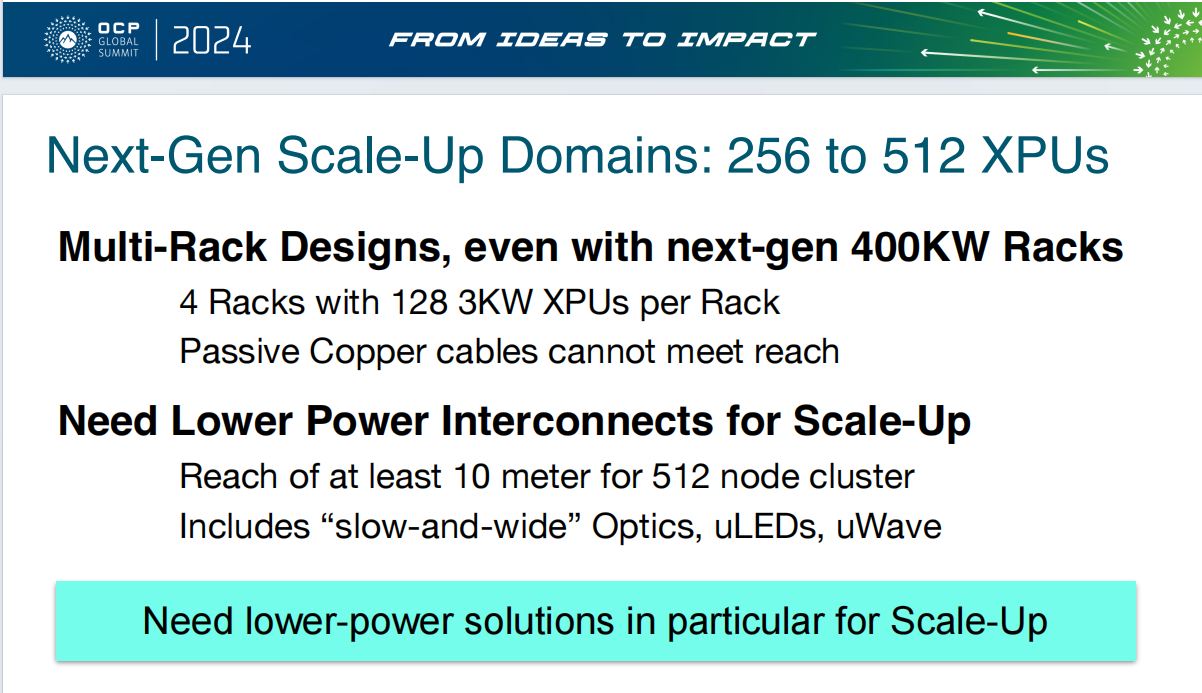 OCP
GLOBAL
SUMMIT
2024
FROM IDEAS TO IMPACT
Next-Gen Scale-Up Domains: 256 to 512 XPUs
Multi-Rack Designs, even with next-gen 400KW Racks
4 Racks with 128 3KW XPUs per Rack
Passive Copper cables cannot meet reach
Need Lower Power Interconnects for Scale-Up
Reach of at least 10 meter for 512 node cluster
Includes “slow-and-wide” Optics, uLEDs, uWave
Need lower-power solutions in particular for Scale-Up